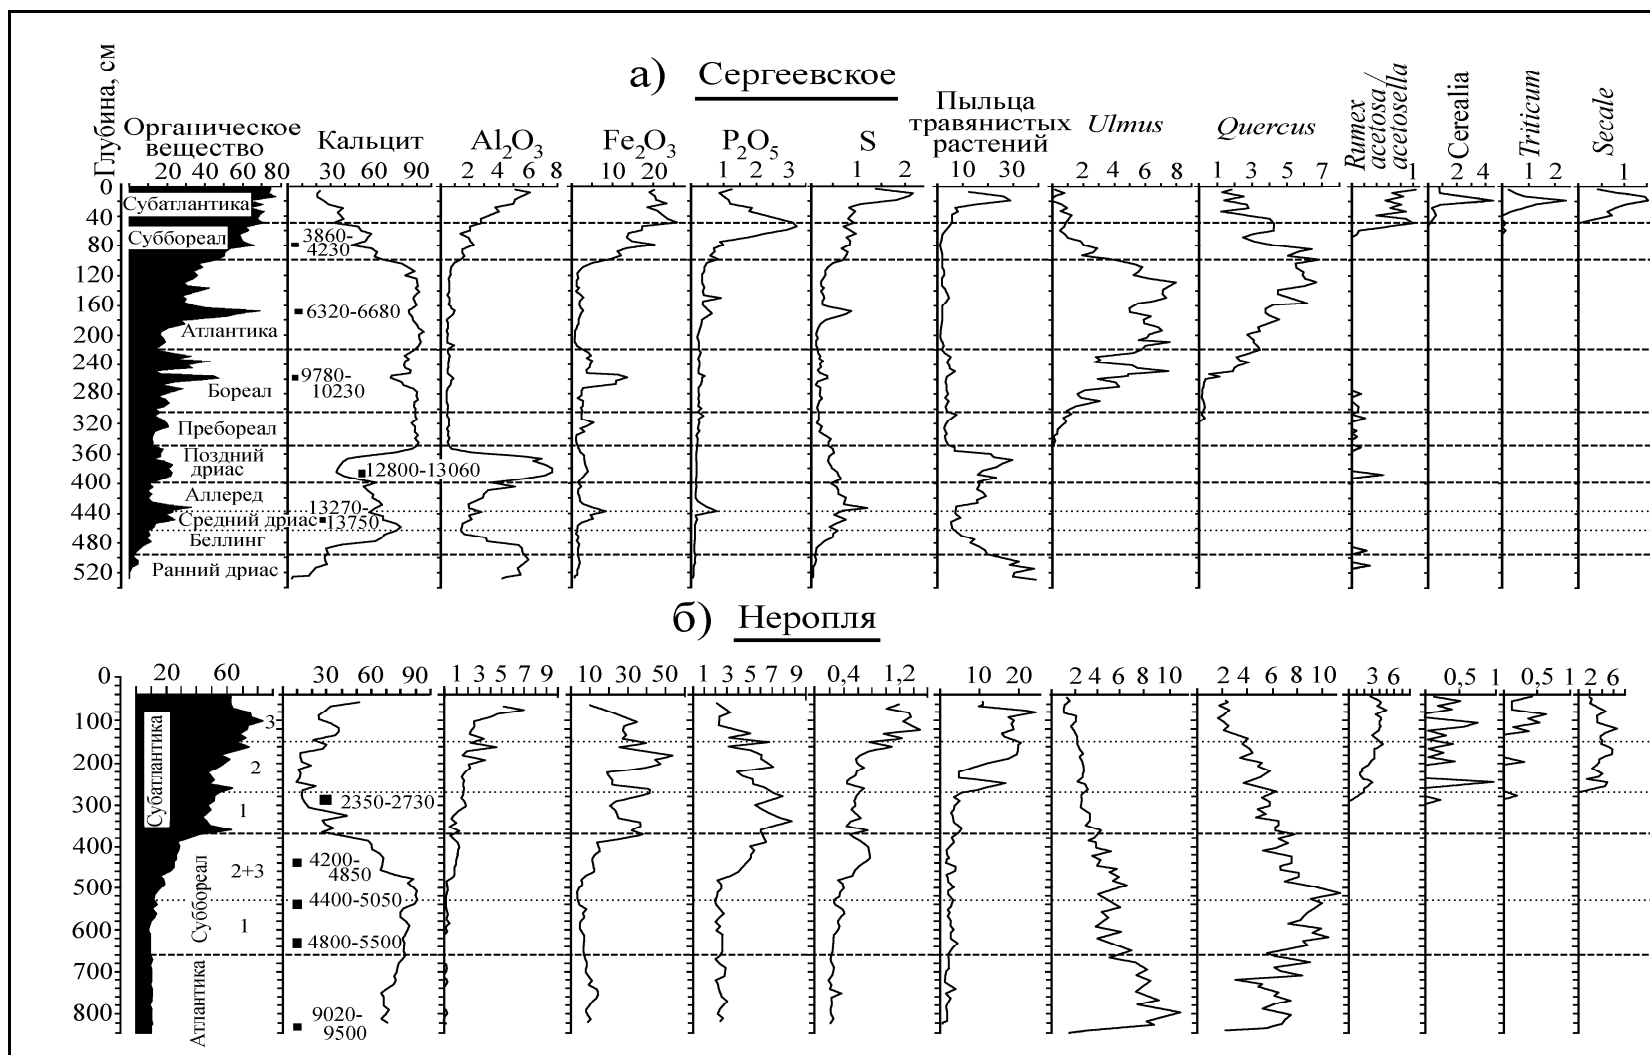 а) Сергеевское
Глубина, см
Органическое
вещество
Кальцит
Al2O3
Fe2O3
P2O5
S
Пыльца
травянистых
растений
Ulmus
Quercus
Rumex
acetosa/
acetosella
Cerealia
Triticum
Secale
20 40 60 80
30 60 90
2 4 6 8
10 20
1 2 3
1 2
10 30
2 4 6 8
1 3 5 7
1
2 4
1 2
1
0
40
80
120
160
200
240
280
320
360
400
440
480
520
Субатлантика
Суббореал
3860-
4230
6320-6680
Атлантика
9780-
10230
Бореал
Пребореал
Поздний
дриас
12800-13060
Аллеред
13270-
13750
Средний дриас
Беллинг
Ранний дриас
б) Неропля
20 60
30 60 90
1 3 5 7 9
10 30 50
1 3 5 7 9
0,4 1,2
10 20
2 4 6 8 10
2 4 6 8 10
3 6
0,5 1
0,5 1
2 6
0
100
200
300
400
500
600
700
800
Субатлантика
3
2
1
2350-2730
Суббореал
2+3
1
4200-
4850
4400-5050
4800-5500
Атлантика
9020-
9500